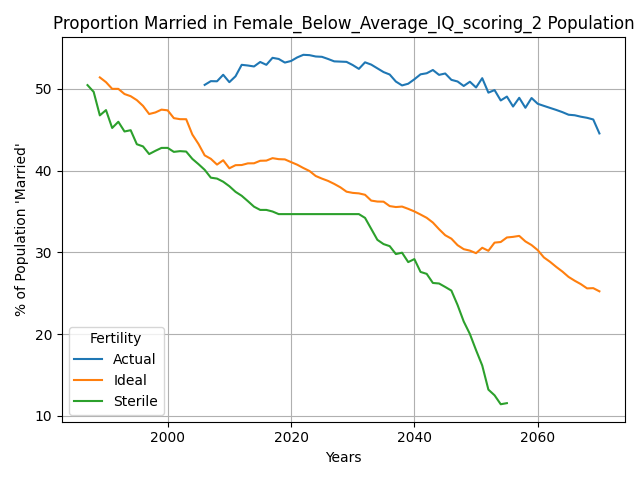 Proportion Married in Female_Below_Average_IQ_scoring_2 Population
% of Population 'Married'
50
40
30
20
10
Fertility
Actual
Ideal
Sterile
2000
2020
2040
2060
Years